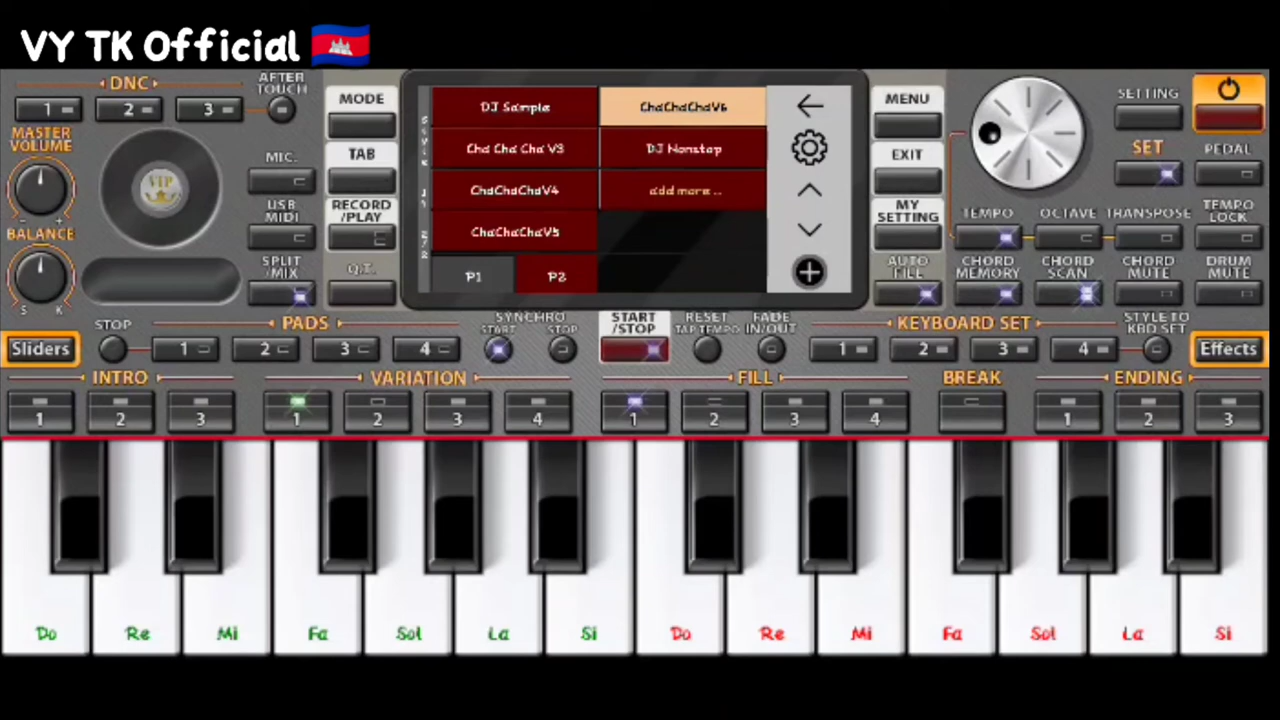 VY TK Official
DNC
AFTER TOUCH
1 2 3
MASTER VOLUME
VIP
BALANCE
S K
MIC.
USB MIDI
SPLIT /MIX
MODE
TAB
RECORD /PLAY
Q.T.
DJ Sample
ChaChaChaV6
Cha Cha Cha V3
DJ Nonstop
ChaChaChaV4
add more ...
ChaChaChaV5
P1 P2
MENU
EXIT
MY SETTING
AUTO FILL
SETTING
SET
PEDAL
TEMPO OCTAVE TRANSPOSE TEMPO LOCK
CHORD MEMORY CHORD SCAN CHORD MUTE DRUM MUTE
Sliders
STOP
PADS
1 2 3 4
SYNCHRO
START STOP
START /STOP
RESET TAP TEMPO
FADE IN/OUT
KEYBOARD SET
1 2 3 4
STYLE TO KBD SET
Effects
INTRO VARIATION FILL BREAK ENDING
1 2 3 1 2 3 4 1 2 3 4 1 2 3
Do Re Mi Fa Sol La Si Do Re Mi Fa Sol La Si